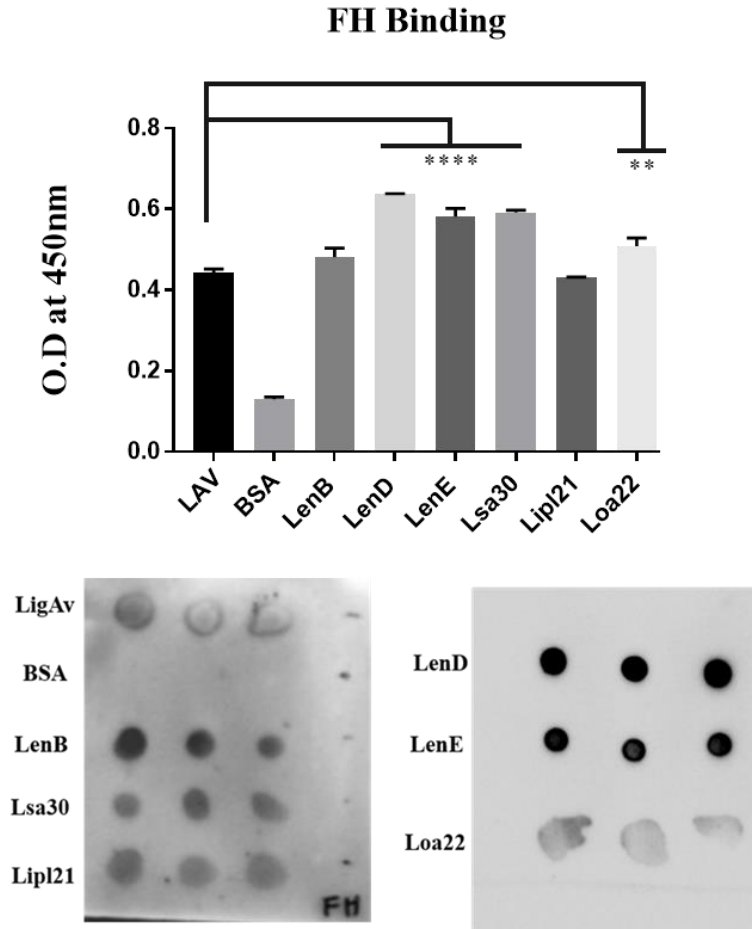 FH Binding
O.D at 450nm
0.8
0.6
0.4
0.2
0.0
****
**
LAV
BSA
LenB
LenD
LenE
Lsa30
Lipl21
Loa22
LigAv
BSA
LenB
Lsa30
Lipl21
FH
LenD
LenE
Loa22